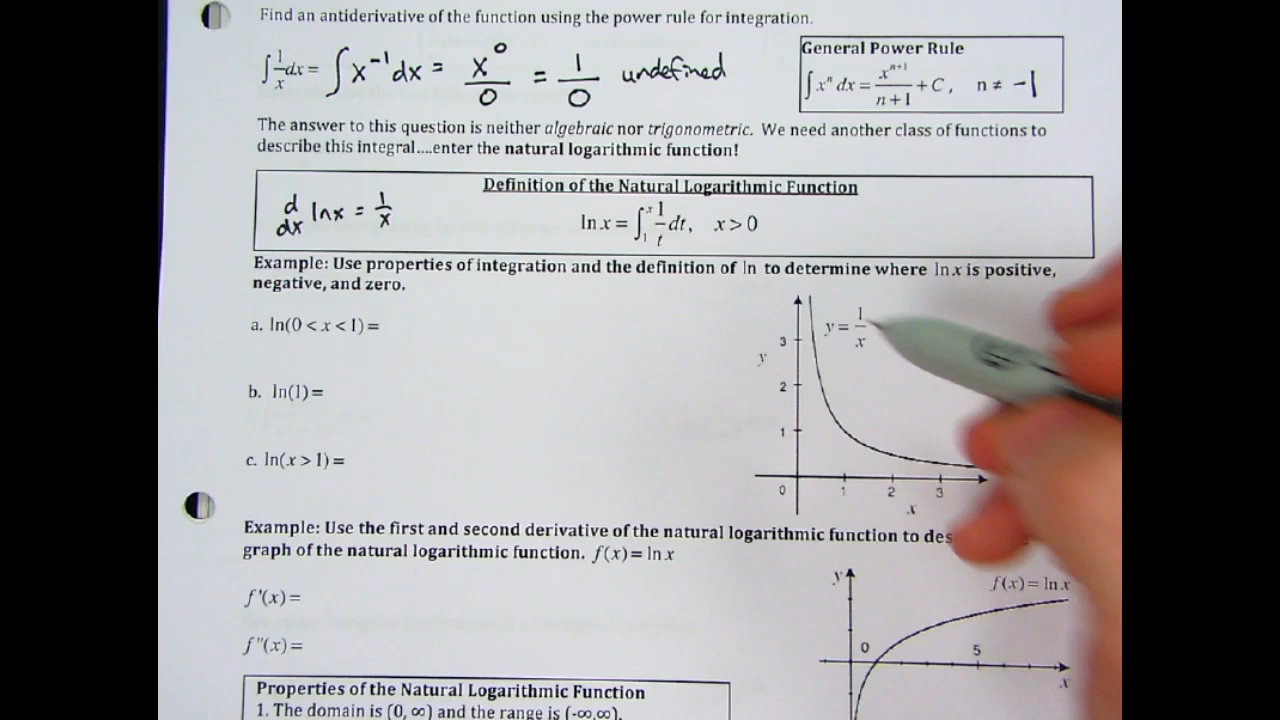 Find an antiderivative of the function using the power rule for integration.
∫ 1/x dx = ∫ x⁻¹ dx = x⁰/0 = 1/0 undefined
General Power Rule
∫ xⁿ dx = xⁿ⁺¹/(n+1) + C, n ≠ -1
The answer to this question is neither algebraic nor trigonometric. We need another class of functions to
describe this integral....enter the natural logarithmic function!
Definition of the Natural Logarithmic Function
d/dx ln x = 1/x
ln x = ∫₁ˣ 1/t dt, x > 0
Example: Use properties of integration and the definition of ln to determine where ln x is positive,
negative, and zero.
a. ln(0 < x < 1) =
b. ln(1) =
c. ln(x > 1) =
y = 1/x
y
3
2
1
0 1 2 3
x
Example: Use the first and second derivative of the natural logarithmic function to des
graph of the natural logarithmic function. f(x) = ln x
f'(x) =
f"(x) =
y
f(x) = ln x
0 5
x
Properties of the Natural Logarithmic Function
1. The domain is (0, ∞) and the range is (-∞,∞).